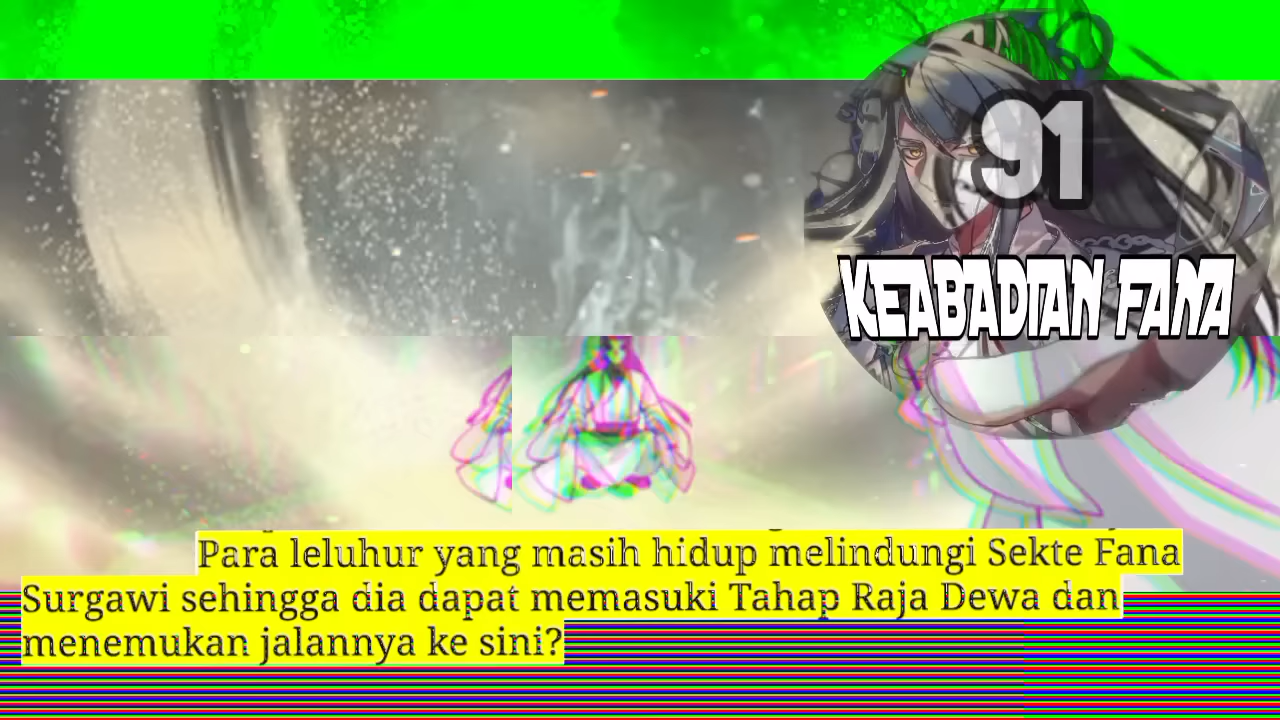 91
KEABADIAN FANA
Para leluhur yang masih hidup melindungi Sekte Fana
Surgawi sehingga dia dapat memasuki Tahap Raja Dewa dan
menemukan jalannya ke sini?